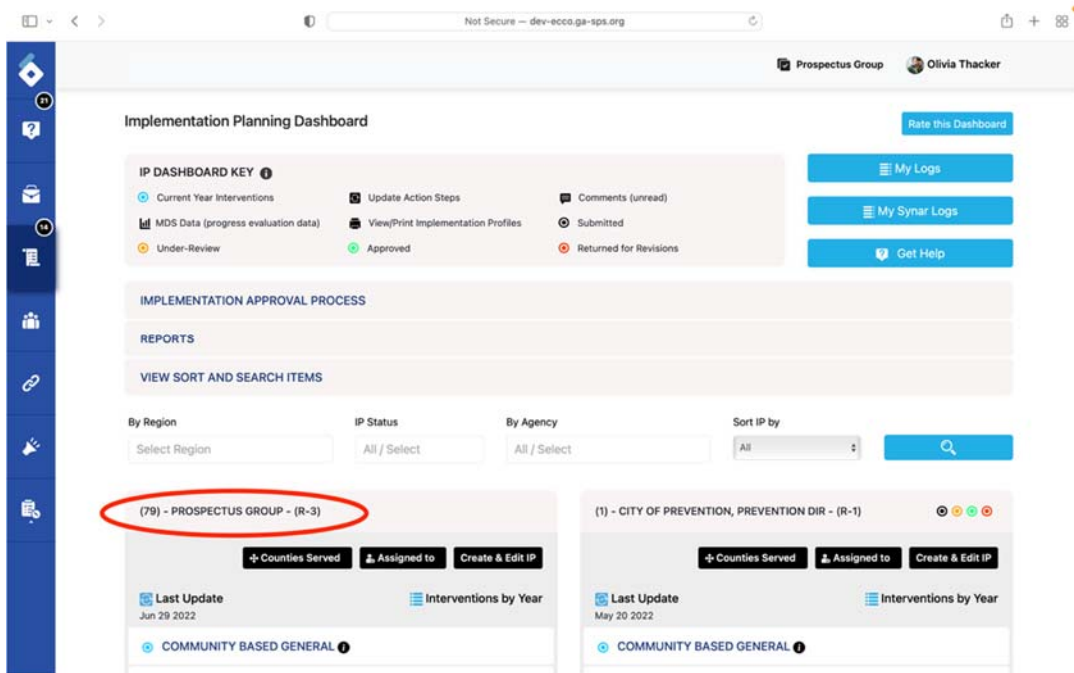 Not Secure — dev-ecco.ga-sps.org
Prospectus Group
Olivia Thacker
21
14
Implementation Planning Dashboard
Rate this Dashboard
IP DASHBOARD KEY
Current Year Interventions
Update Action Steps
Comments (unread)
MDS Data (progress evaluation data)
View/Print Implementation Profiles
Submitted
Under-Review
Approved
Returned for Revisions
My Logs
My Synar Logs
Get Help
IMPLEMENTATION APPROVAL PROCESS
REPORTS
VIEW SORT AND SEARCH ITEMS
By Region
IP Status
By Agency
Sort IP by
Select Region
All / Select
All / Select
All
(79) - PROSPECTUS GROUP - (R-3)
Counties Served
Assigned to
Create & Edit IP
Last Update
Interventions by Year
Jun 29 2022
COMMUNITY BASED GENERAL
(1) - CITY OF PREVENTION, PREVENTION DIR - (R-1)
Counties Served
Assigned to
Create & Edit IP
Last Update
Interventions by Year
May 20 2022
COMMUNITY BASED GENERAL